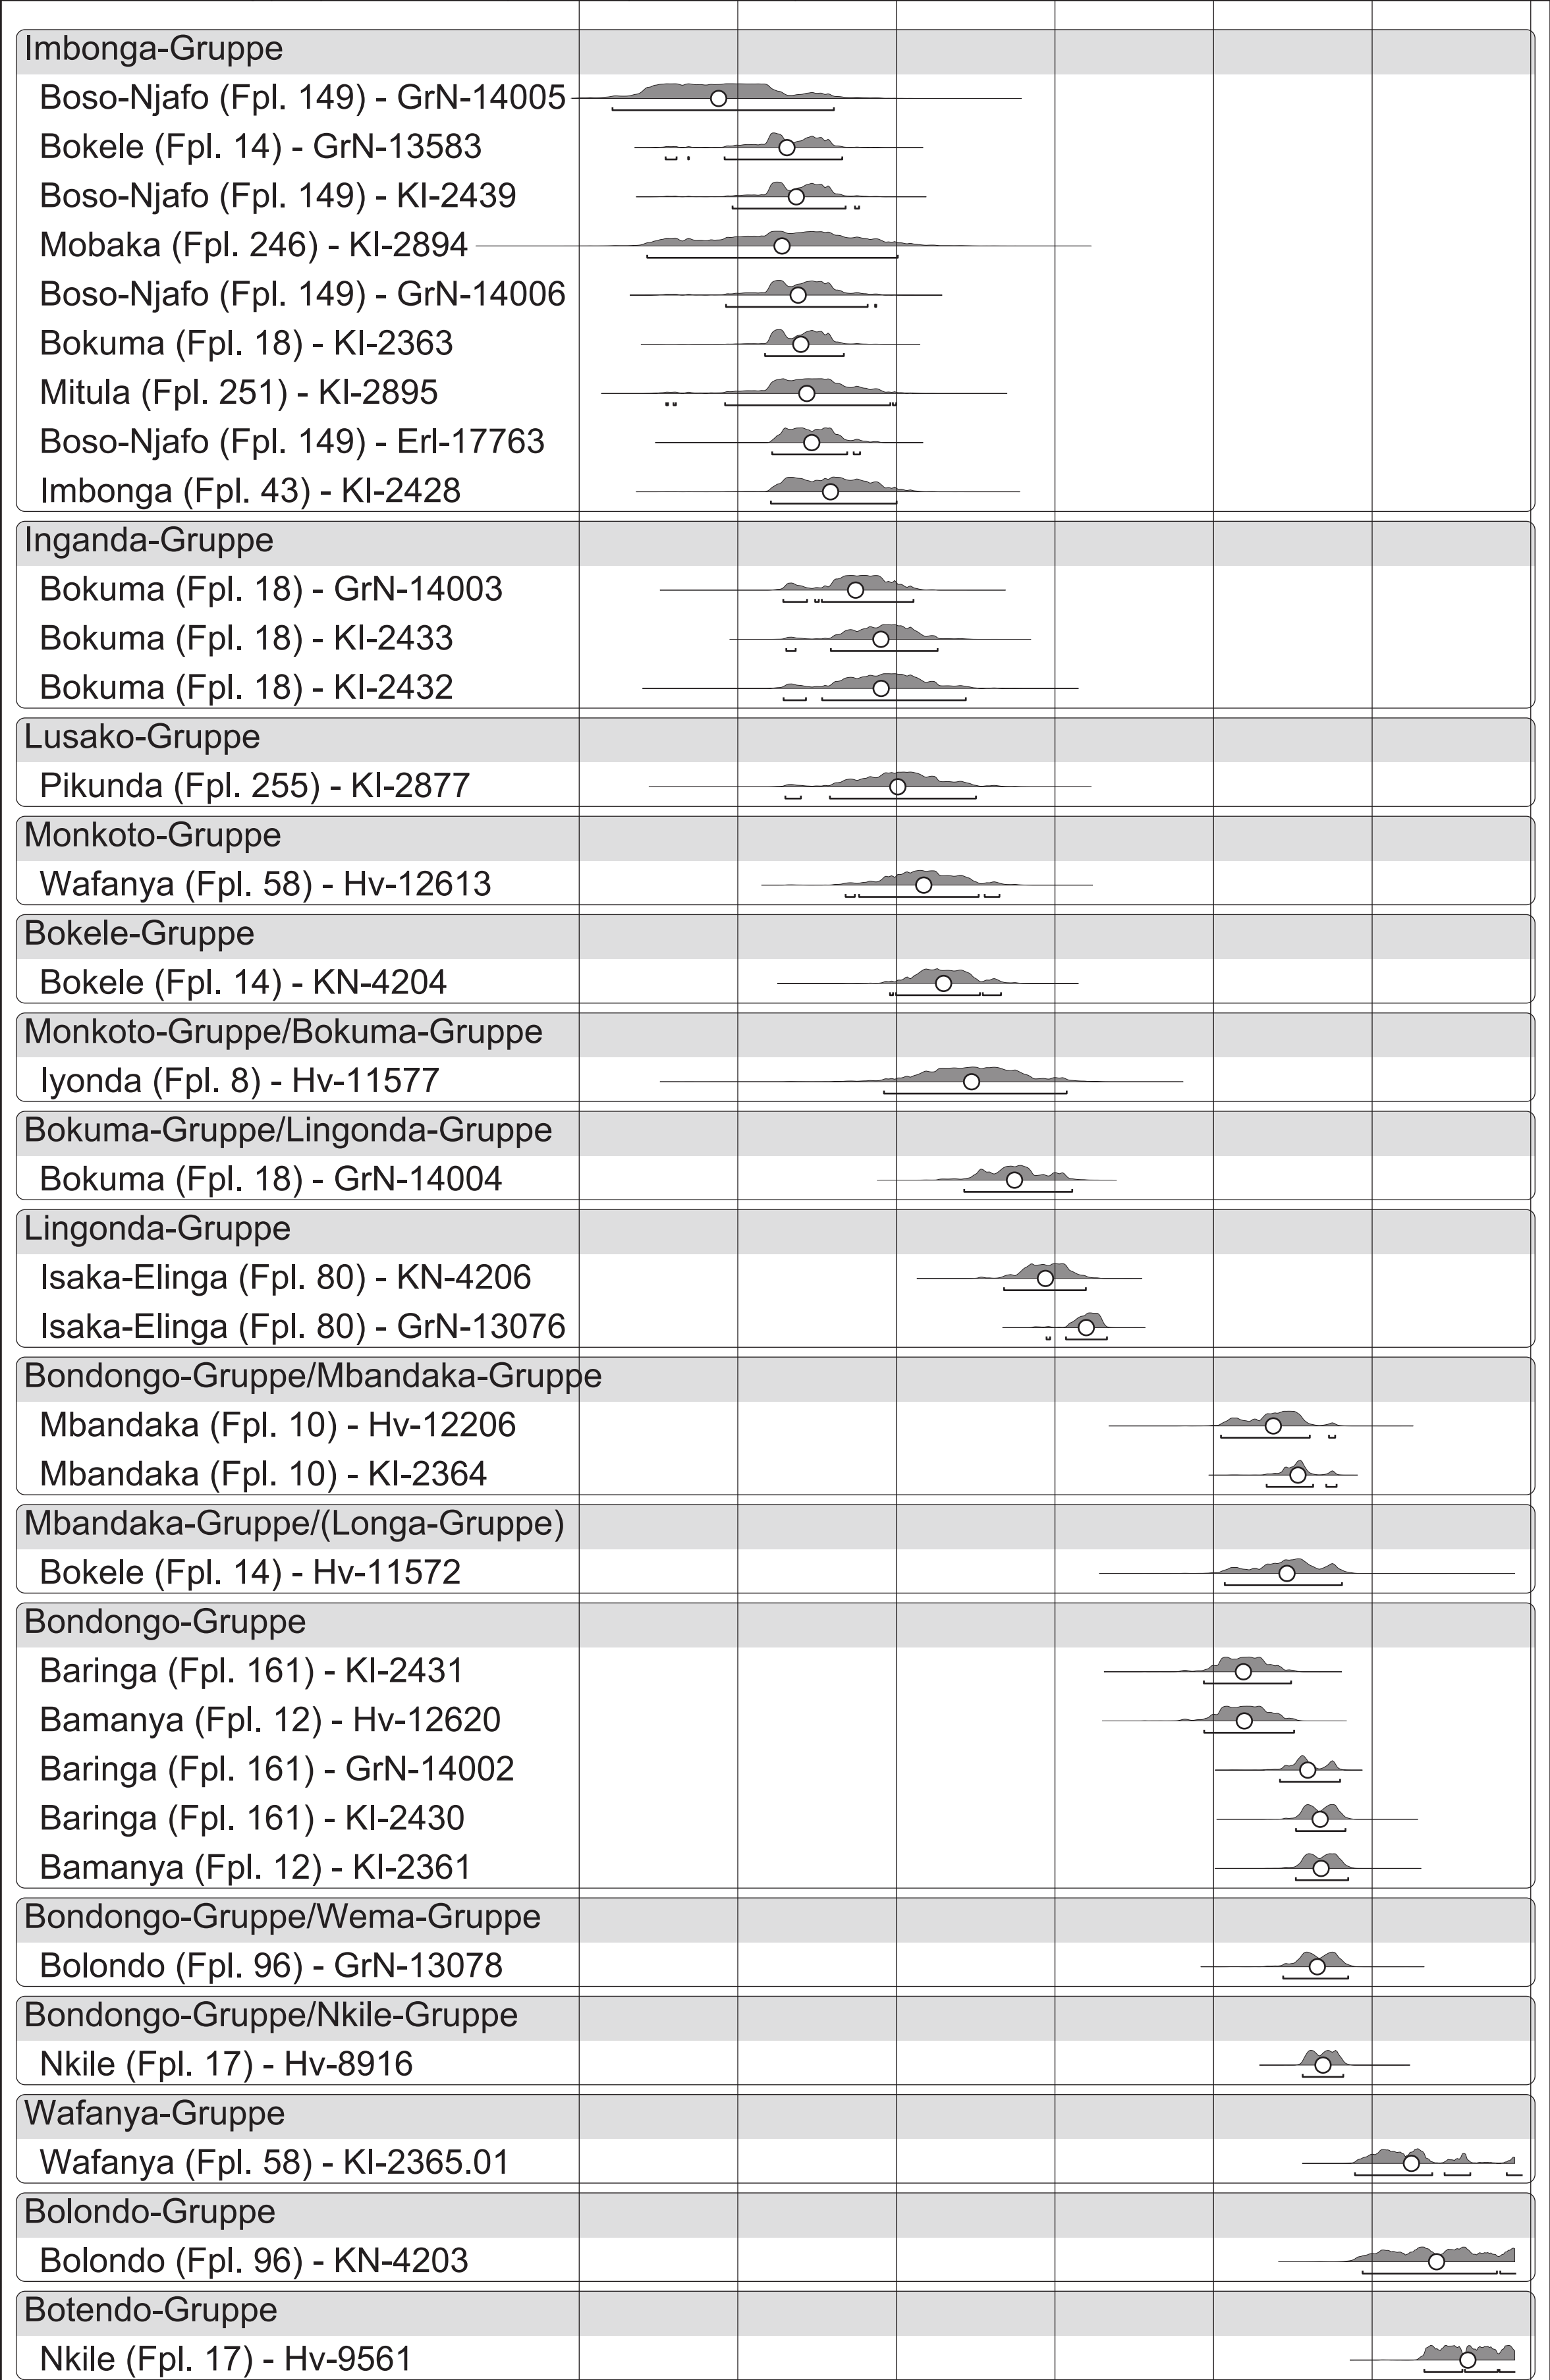 Imbonga-Gruppe
Boso-Njafo (Fpl. 149) - GrN-14005
Bokele (Fpl. 14) - GrN-13583
Boso-Njafo (Fpl. 149) - KI-2439
Mobaka (Fpl. 246) - KI-2894
Boso-Njafo (Fpl. 149) - GrN-14006
Bokuma (Fpl. 18) - KI-2363
Mitula (Fpl. 251) - KI-2895
Boso-Njafo (Fpl. 149) - Erl-17763
Imbonga (Fpl. 43) - KI-2428
Inganda-Gruppe
Bokuma (Fpl. 18) - GrN-14003
Bokuma (Fpl. 18) - KI-2433
Bokuma (Fpl. 18) - KI-2432
Lusako-Gruppe
Pikunda (Fpl. 255) - KI-2877
Monkoto-Gruppe
Wafanya (Fpl. 58) - Hv-12613
Bokele-Gruppe
Bokele (Fpl. 14) - KN-4204
Monkoto-Gruppe/Bokuma-Gruppe
Iyonda (Fpl. 8) - Hv-11577
Bokuma-Gruppe/Lingonda-Gruppe
Bokuma (Fpl. 18) - GrN-14004
Lingonda-Gruppe
Isaka-Elinga (Fpl. 80) - KN-4206
Isaka-Elinga (Fpl. 80) - GrN-13076
Bondongo-Gruppe/Mbandaka-Gruppe
Mbandaka (Fpl. 10) - Hv-12206
Mbandaka (Fpl. 10) - KI-2364
Mbandaka-Gruppe/(Longa-Gruppe)
Bokele (Fpl. 14) - Hv-11572
Bondongo-Gruppe
Baringa (Fpl. 161) - KI-2431
Bamanya (Fpl. 12) - Hv-12620
Baringa (Fpl. 161) - GrN-14002
Baringa (Fpl. 161) - KI-2430
Bamanya (Fpl. 12) - KI-2361
Bondongo-Gruppe/Wema-Gruppe
Bolondo (Fpl. 96) - GrN-13078
Bondongo-Gruppe/Nkile-Gruppe
Nkile (Fpl. 17) - Hv-8916
Wafanya-Gruppe
Wafanya (Fpl. 58) - KI-2365.01
Bolondo-Gruppe
Bolondo (Fpl. 96) - KN-4203
Botendo-Gruppe
Nkile (Fpl. 17) - Hv-9561